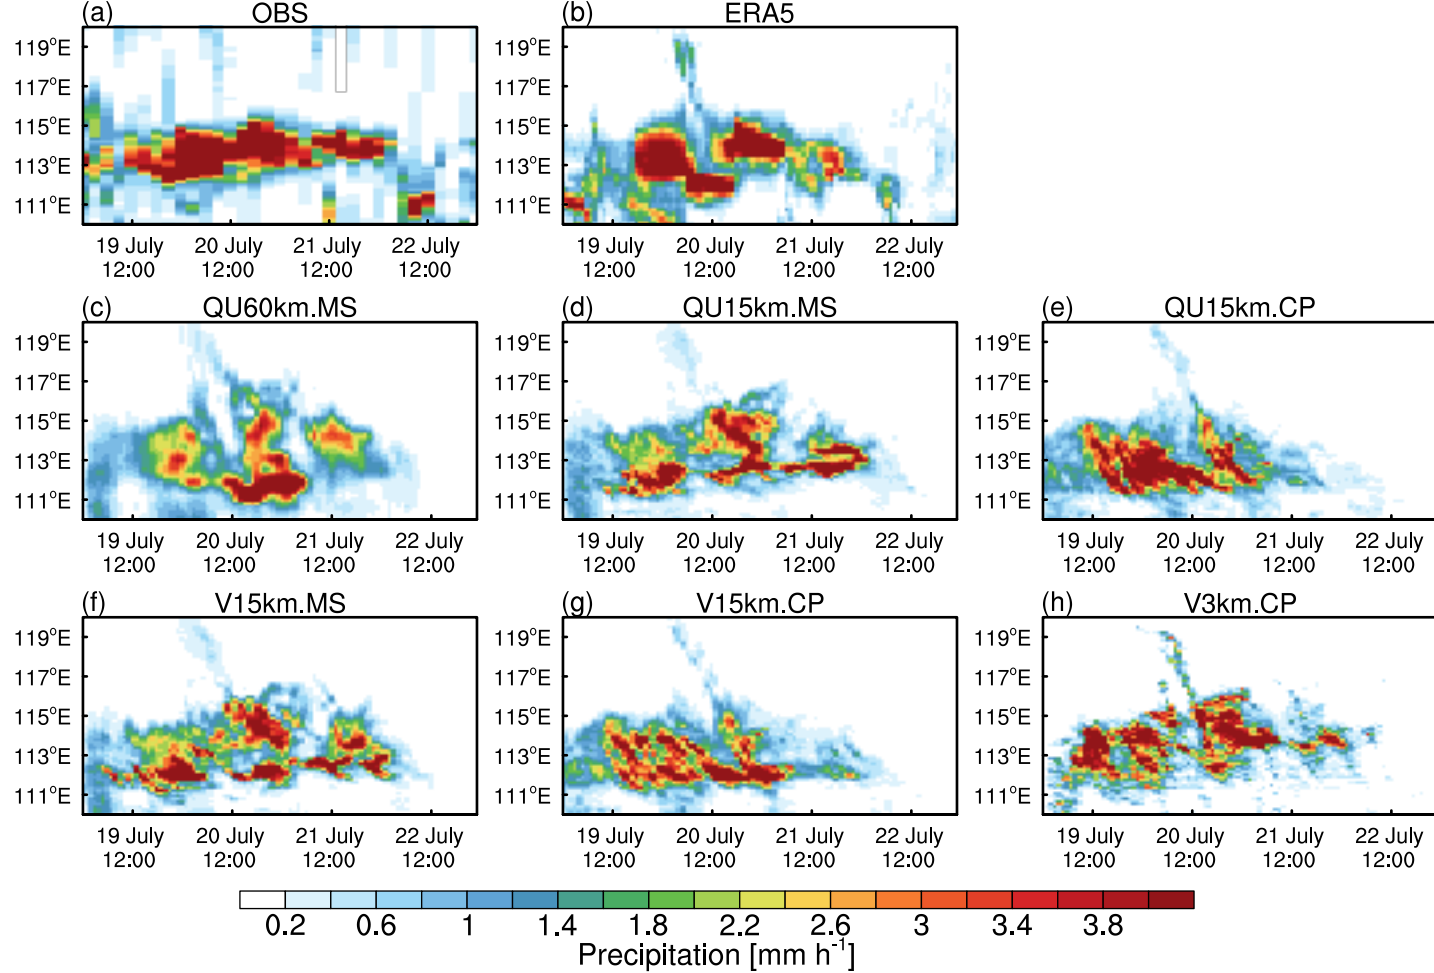 (a) OBS
(b) ERA5
119°E 119°E
117°E 117°E
115°E 115°E
113°E 113°E
111°E 111°E
19 July 20 July 21 July 22 July 19 July 20 July 21 July 22 July
12:00 12:00 12:00 12:00 12:00 12:00 12:00 12:00
(c) QU60km.MS
(d) QU15km.MS
(e) QU15km.CP
119°E 119°E 119°E
117°E 117°E 117°E
115°E 115°E 115°E
113°E 113°E 113°E
111°E 111°E 111°E
19 July 20 July 21 July 22 July 19 July 20 July 21 July 22 July 19 July 20 July 21 July 22 July
12:00 12:00 12:00 12:00 12:00 12:00 12:00 12:00 12:00 12:00 12:00 12:00
(f) V15km.MS
(g) V15km.CP
(h) V3km.CP
119°E 119°E 119°E
117°E 117°E 117°E
115°E 115°E 115°E
113°E 113°E 113°E
111°E 111°E 111°E
19 July 20 July 21 July 22 July 19 July 20 July 21 July 22 July 19 July 20 July 21 July 22 July
12:00 12:00 12:00 12:00 12:00 12:00 12:00 12:00 12:00 12:00 12:00 12:00
0.2 0.6 1 1.4 1.8 2.2 2.6 3 3.4 3.8
Precipitation [mm h⁻¹]